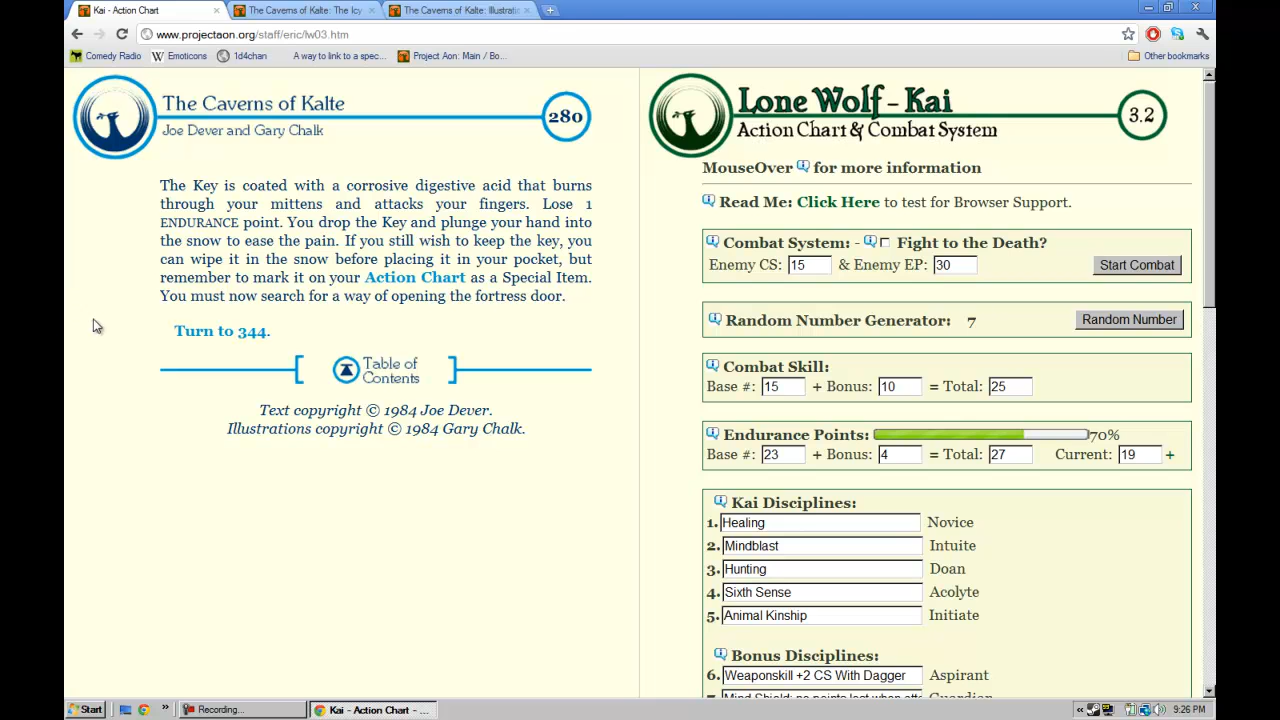 Kai - Action Chart
The Caverns of Kalte: The Icy
The Caverns of Kalte: Illustrati
www.projectaon.org/staff/eric/lw03.htm
Comedy Radio
Emoticons
1d4chan
A way to link to a spec...
Project Aon: Main / Bo...
Other bookmarks
The Caverns of Kalte
Joe Dever and Gary Chalk
280
The Key is coated with a corrosive digestive acid that burns
through your mittens and attacks your fingers. Lose 1
ENDURANCE point. You drop the Key and plunge your hand into
the snow to ease the pain. If you still wish to keep the key, you
can wipe it in the snow before placing it in your pocket, but
remember to mark it on your Action Chart as a Special Item.
You must now search for a way of opening the fortress door.
Turn to 344.
Table of
Contents
Text copyright © 1984 Joe Dever.
Illustrations copyright © 1984 Gary Chalk.
Lone Wolf - Kai
Action Chart & Combat System
3.2
MouseOver for more information
Read Me: Click Here to test for Browser Support.
Combat System: - Fight to the Death?
Enemy CS: 15 & Enemy EP: 30 Start Combat
Random Number Generator: 7 Random Number
Combat Skill:
Base #: 15 + Bonus: 10 = Total: 25
Endurance Points: 70%
Base #: 23 + Bonus: 4 = Total: 27 Current: 19 +
Kai Disciplines:
1. Healing Novice
2. Mindblast Intuite
3. Hunting Doan
4. Sixth Sense Acolyte
5. Animal Kinship Initiate
Bonus Disciplines:
6. Weaponskill +2 CS With Dagger Aspirant
Mind Shield: no points lost when Guardian
Start
Recording...
Kai - Action Chart - ...
9:26 PM